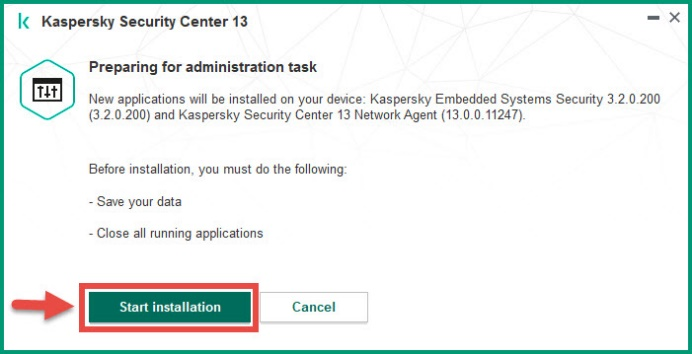 Kaspersky Security Center 13
Preparing for administration task
New applications will be installed on your device: Kaspersky Embedded Systems Security 3.2.0.200
(3.2.0.200) and Kaspersky Security Center 13 Network Agent (13.0.0.11247).
Before installation, you must do the following:
- Save your data
- Close all running applications
Start installation
Cancel